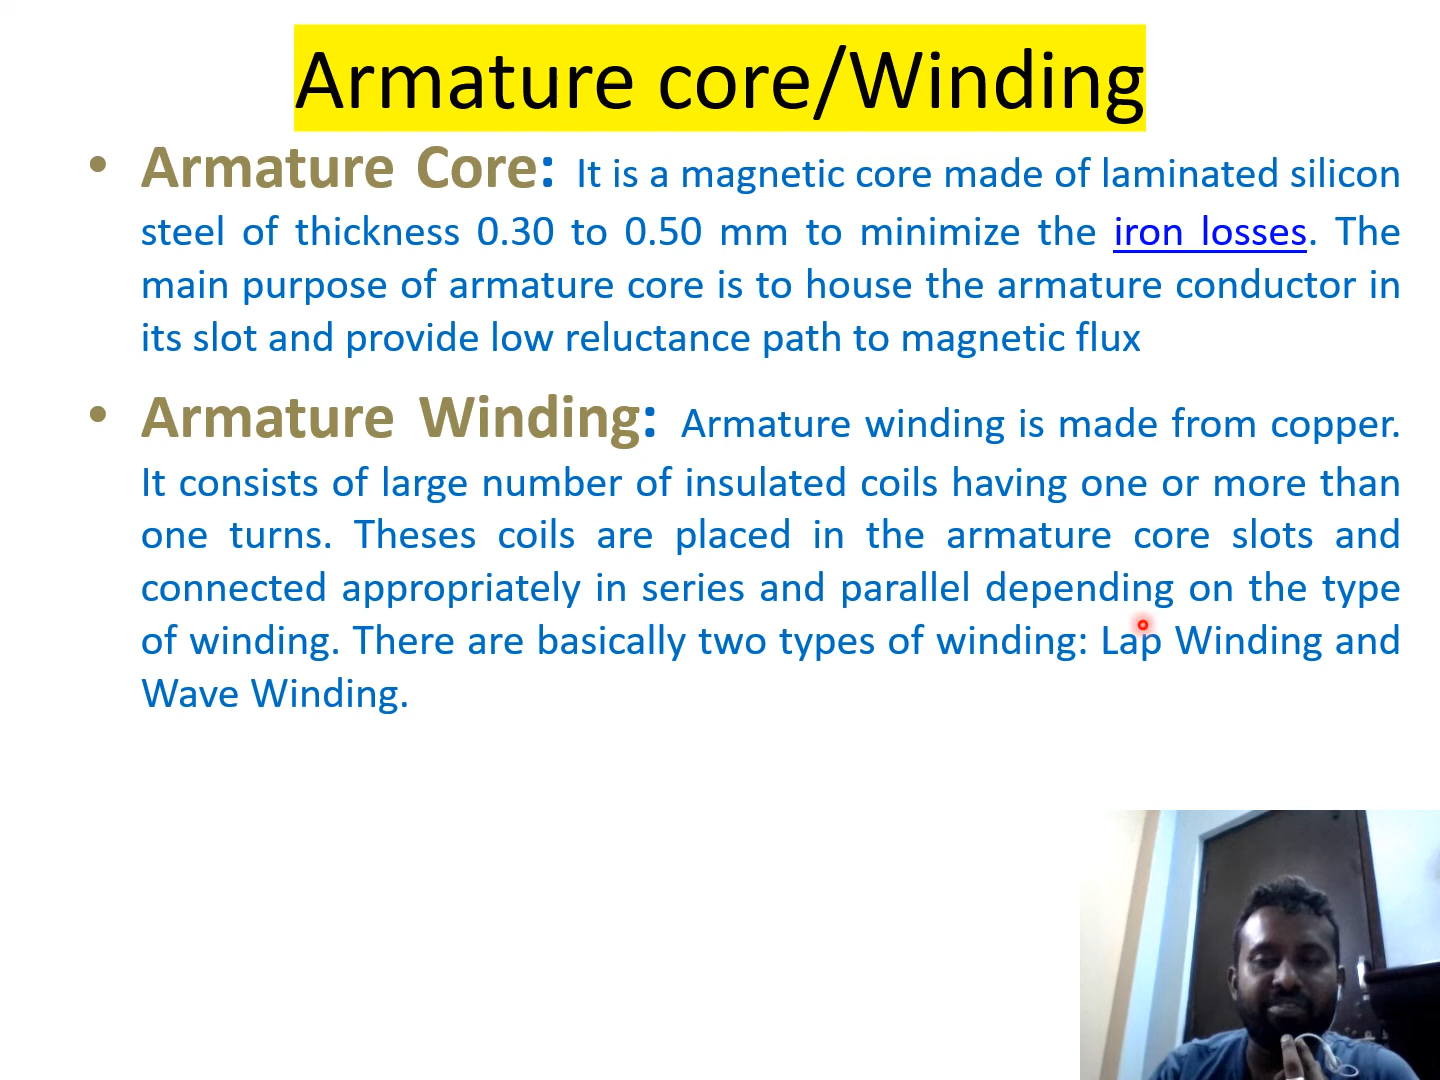 Armature core/Winding
• Armature Core: It is a magnetic core made of laminated silicon
steel of thickness 0.30 to 0.50 mm to minimize the iron losses. The
main purpose of armature core is to house the armature conductor in
its slot and provide low reluctance path to magnetic flux
• Armature Winding: Armature winding is made from copper.
It consists of large number of insulated coils having one or more than
one turns. Theses coils are placed in the armature core slots and
connected appropriately in series and parallel depending on the type
of winding. There are basically two types of winding: Lap Winding and
Wave Winding.